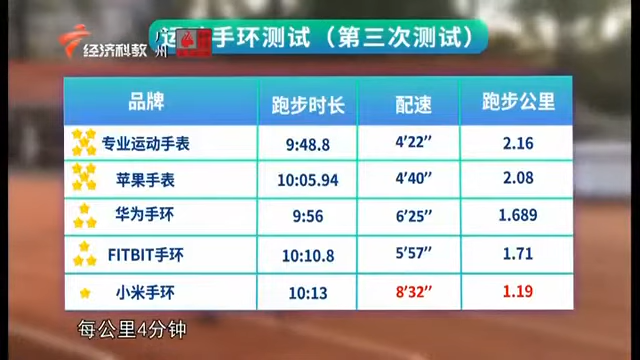 经济科教
广州
运动手环测试（第三次测试）
品牌 跑步时长 配速 跑步公里
专业运动手表 9:48.8 4’22’’ 2.16
苹果手表 10:05.94 4’40’’ 2.08
华为手环 9:56 6’25’’ 1.689
FITBIT手环 10:10.8 5’57’’ 1.71
小米手环 10:13 8’32’’ 1.19
每公里4分钟